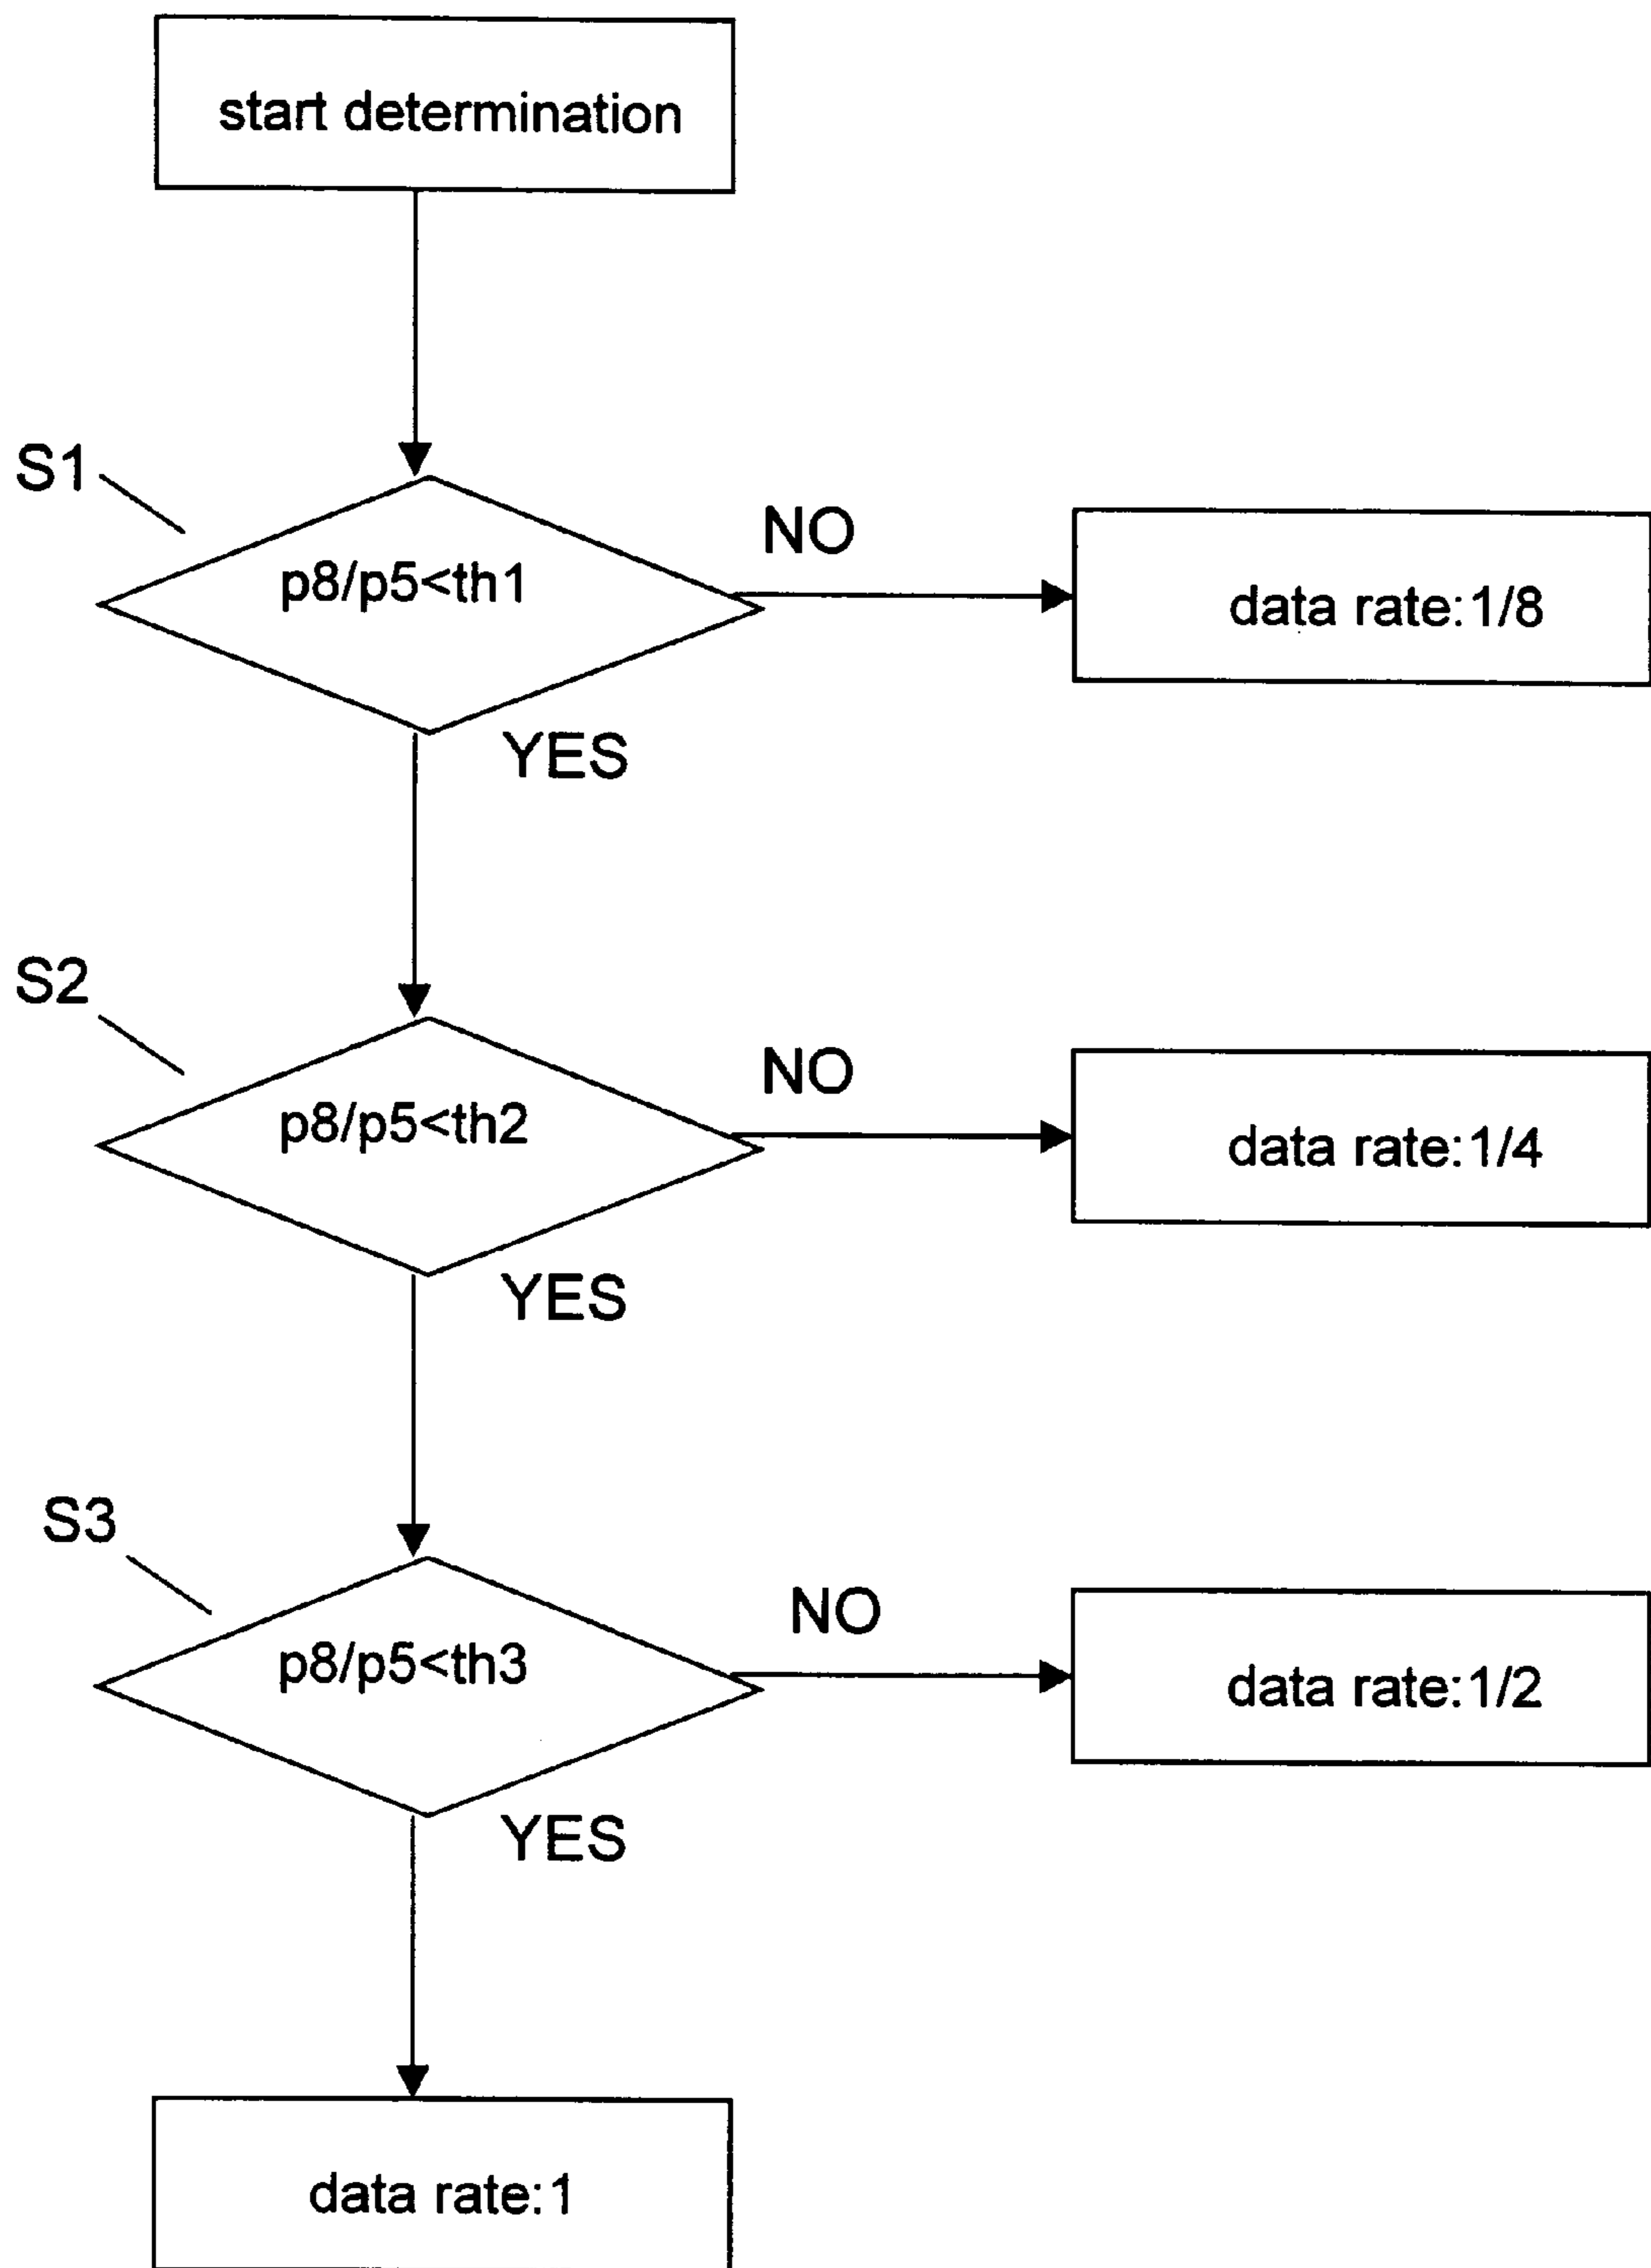 start determination
S1
p8/p5<th1
NO
data rate:1/8
YES
S2
p8/p5<th2
NO
data rate:1/4
YES
S3
p8/p5<th3
NO
data rate:1/2
YES
data rate:1